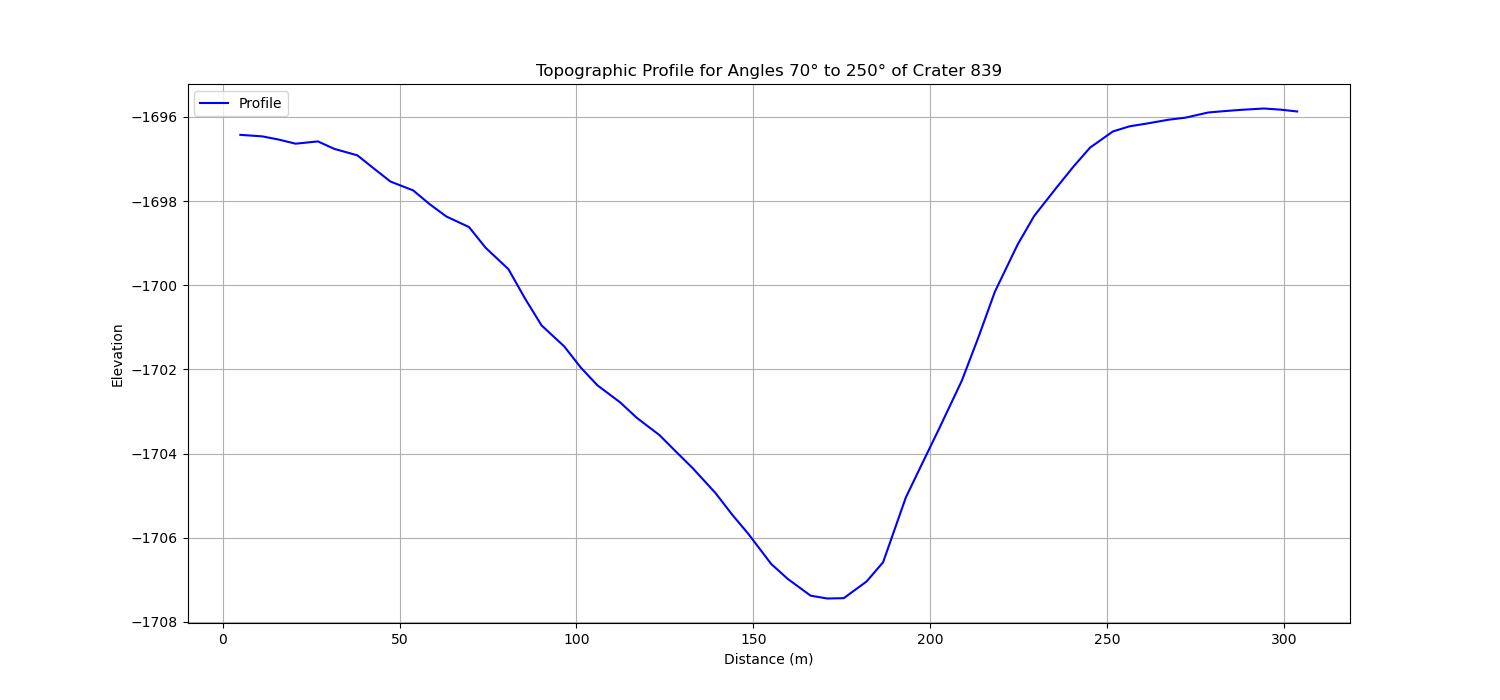 Topographic Profile for Angles 70° to 250° of Crater 839
Profile
−1696
−1698
−1700
−1702
−1704
−1706
−1708
Elevation
0 50 100 150 200 250 300
Distance (m)